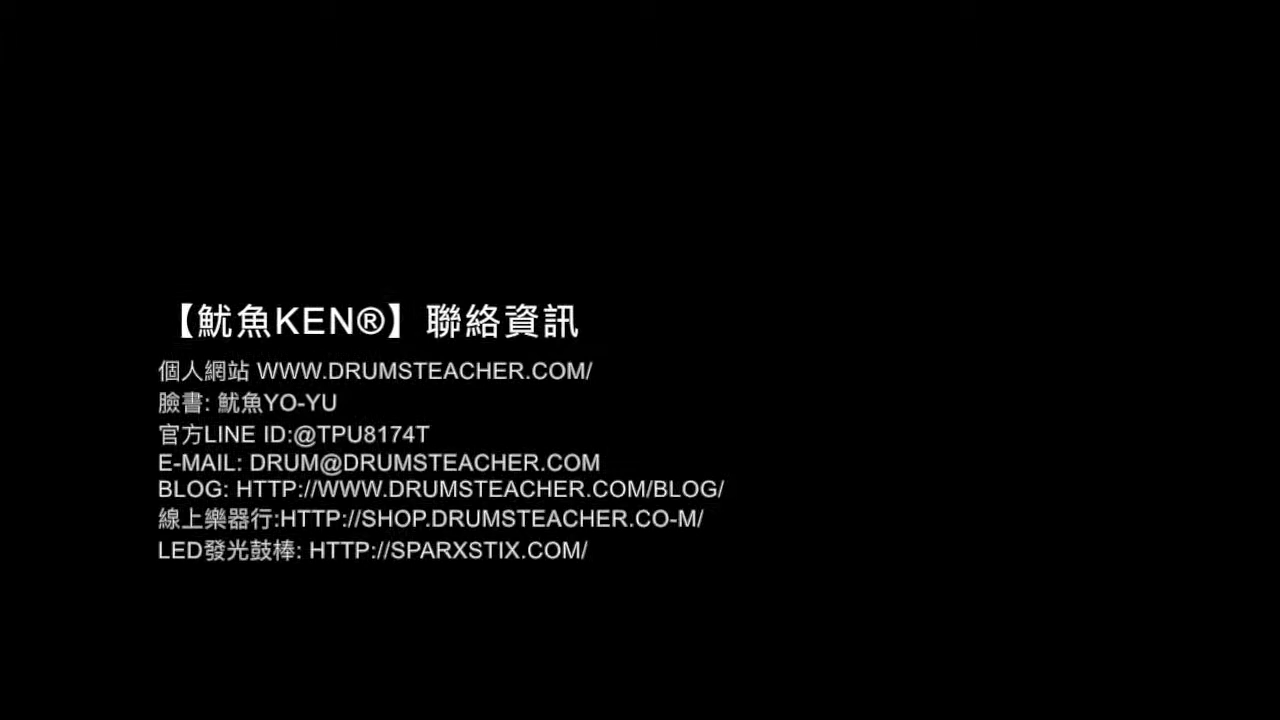 【魷魚KEN®】聯絡資訊
個人網站 WWW.DRUMSTEACHER.COM/
臉書: 魷魚YO-YU
官方LINE ID:@TPU8174T
E-MAIL: DRUM@DRUMSTEACHER.COM
BLOG: HTTP://WWW.DRUMSTEACHER.COM/BLOG/
線上樂器行:HTTP://SHOP.DRUMSTEACHER.CO-M/
LED發光鼓棒: HTTP://SPARXSTIX.COM/